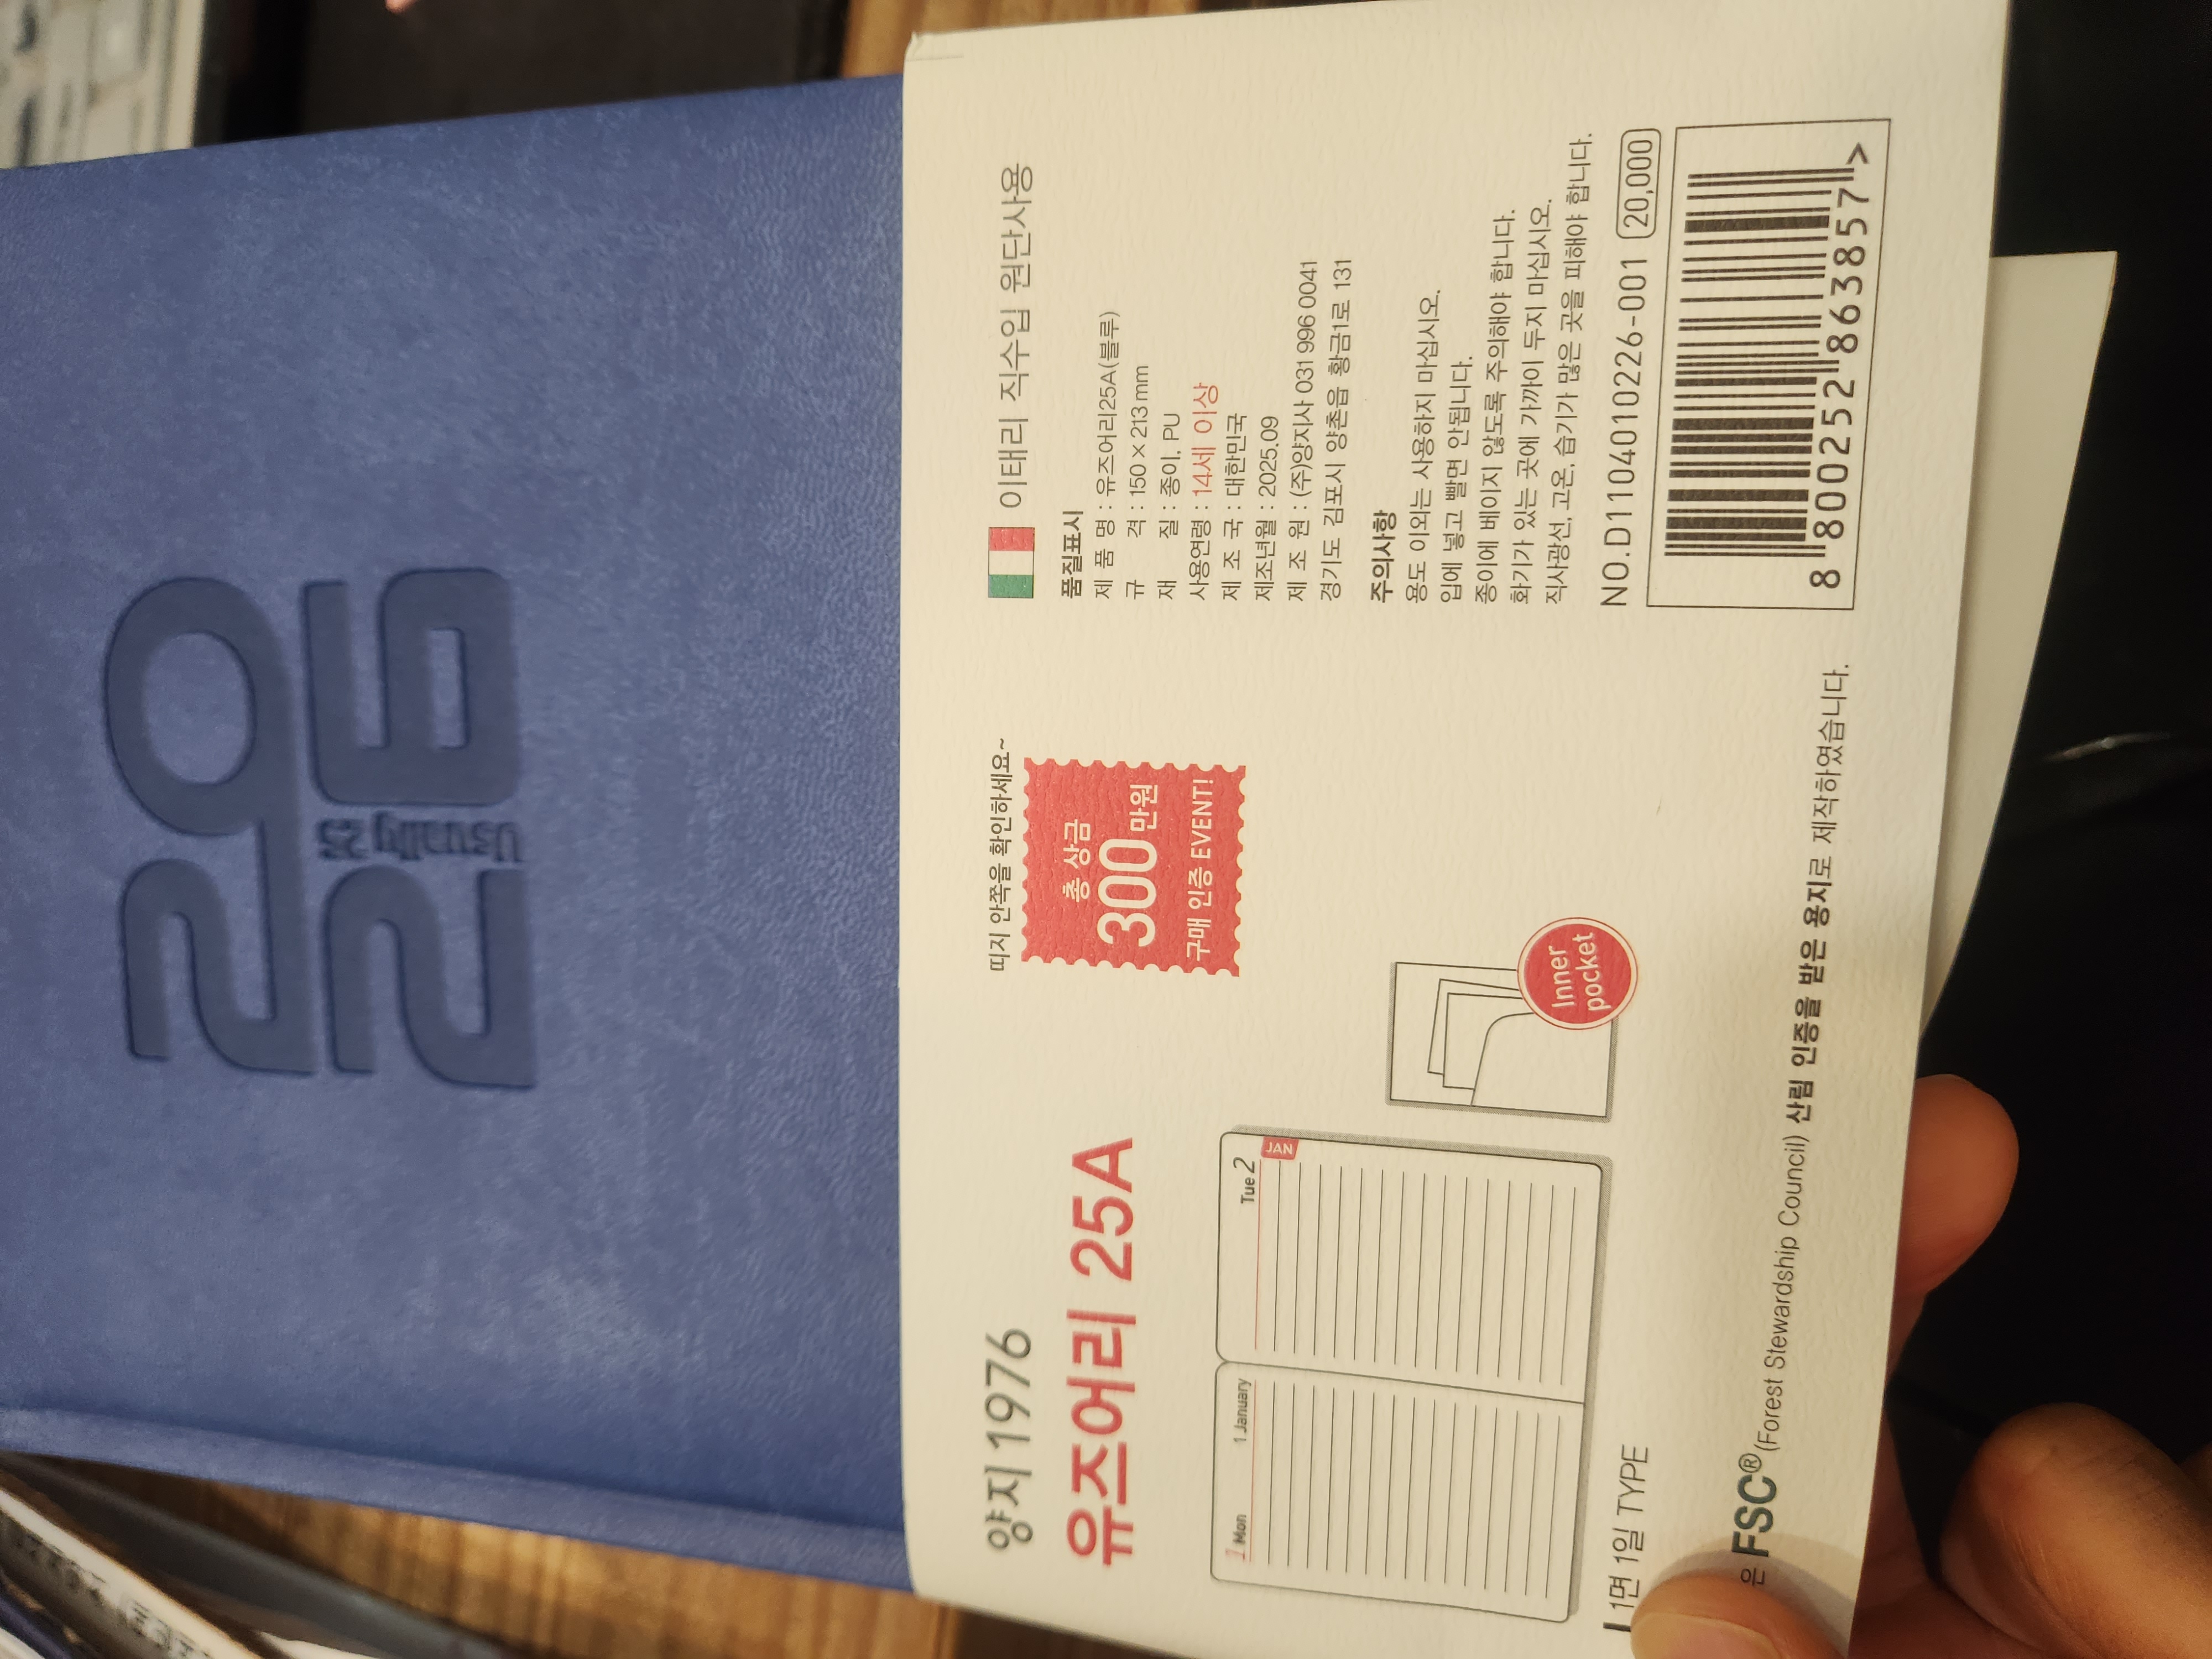 2026
Usually 25
양지 1976
유즈어리 25A
띠지 안쪽을 확인하세요~
총 상금
300만원
구매 인증 EVENT!
1 Mon 1 January
Tue 2
JAN
Inner
pocket
1면 1일 TYPE
은 FSC®(Forest Stewardship Council) 산림 인증을 받은 용지로 제작하였습니다.
이태리 직수입 원단사용
품질표시
제 품 명 : 유즈어리25A(블루)
규 격 : 150×213mm
재 질 : 종이, PU
사용연령 : 14세 이상
제 조 국 : 대한민국
제조년월 : 2025.09
제 조 원 : (주)양지사 031 996 0041
경기도 김포시 양촌읍 황금1로 131
주의사항
용도 이외는 사용하지 마십시오.
입에 넣고 빨면 안됩니다.
종이에 베이지 않도록 주의해야 합니다.
화기가 있는 곳에 가까이 두지 마십시오.
직사광선, 고온, 습기가 많은 곳을 피해야 합니다.
NO.D1104010226-001 20,000
8 800252 863857 >